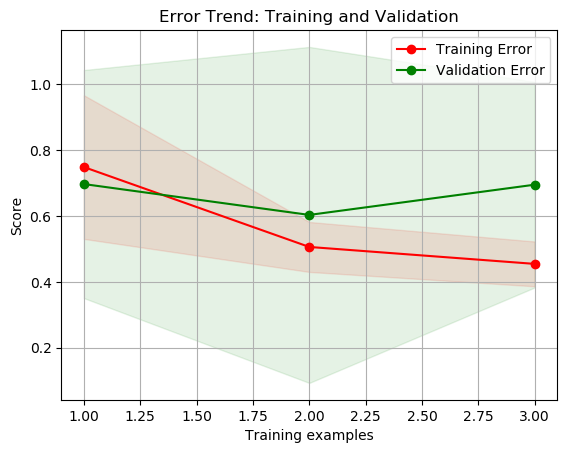 Error Trend: Training and Validation
Training Error
Validation Error
Score
1.0
0.8
0.6
0.4
0.2
1.00 1.25 1.50 1.75 2.00 2.25 2.50 2.75 3.00
Training examples